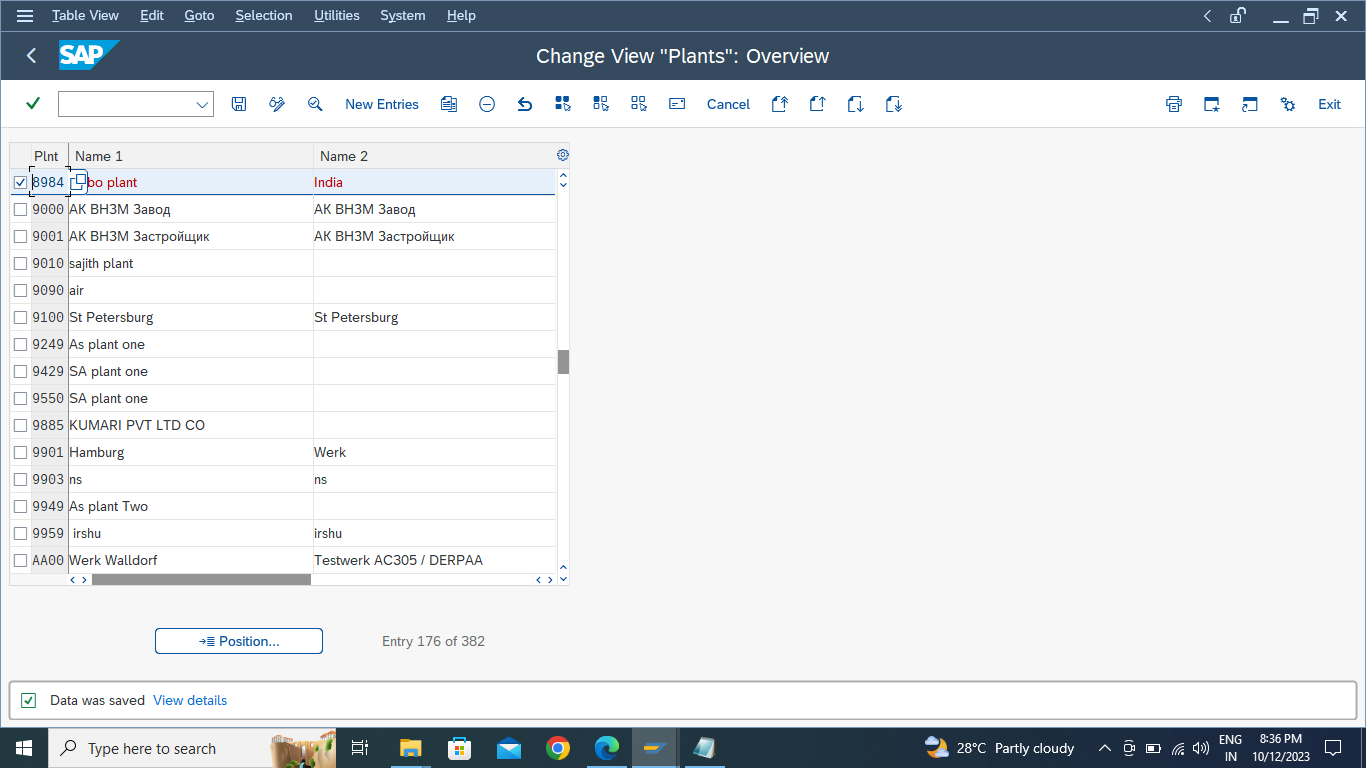 Table View Edit Goto Selection Utilities System Help
SAP Change View "Plants": Overview
New Entries Cancel Exit
Plnt Name 1 Name 2
8984 bo plant India
9000 АК ВНЗМ Завод АК ВНЗМ Завод
9001 АК ВНЗМ Застройщик АК ВНЗМ Застройщик
9010 sajith plant
9090 air
9100 St Petersburg St Petersburg
9249 As plant one
9429 SA plant one
9550 SA plant one
9885 KUMARI PVT LTD CO
9901 Hamburg Werk
9903 ns ns
9949 As plant Two
9959 irshu irshu
AA00 Werk Walldorf Testwerk AC305 / DERPAA
Position... Entry 176 of 382
Data was saved View details
Type here to search 28°C Partly cloudy ENG IN 8:36 PM 10/12/2023